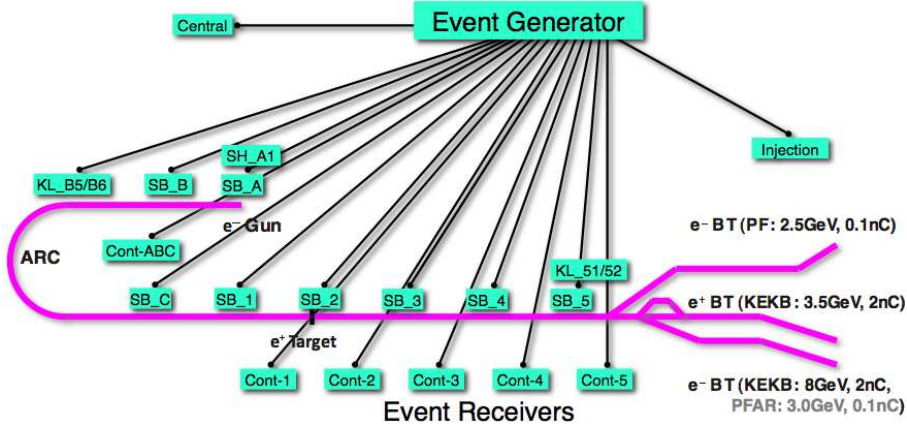 Central
Event Generator
Injection
SH_A1
KL_B5/B6
SB_B
SB_A
e⁻ Gun
e⁻ BT (PF: 2.5GeV, 0.1nC)
Cont-ABC
ARC
KL_51/52
SB_C
SB_1
SB_2
SB_3
SB_4
SB_5
e⁺ BT (KEKB: 3.5GeV, 2nC)
e⁺ Target
Cont-1
Cont-2
Cont-3
Cont-4
Cont-5
e⁻ BT (KEKB: 8GeV, 2nC,
PFAR: 3.0GeV, 0.1nC)
Event Receivers